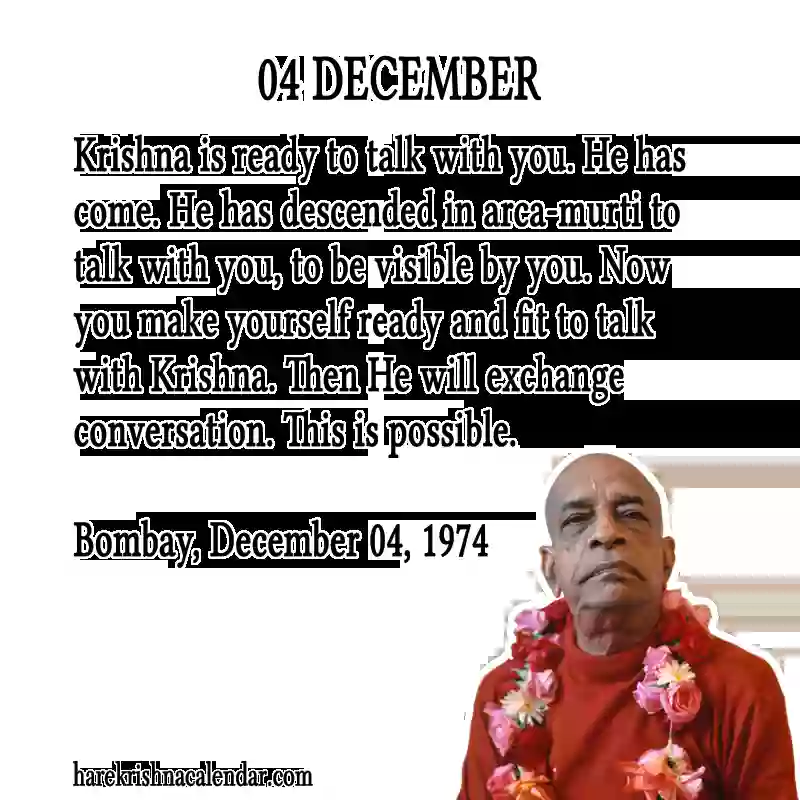 04 DECEMBER
Krishna is ready to talk with you. He has
come. He has descended in arca-murti to
talk with you, to be visible by you. Now
you make yourself ready and fit to talk
with Krishna. Then He will exchange
conversation. This is possible.
Bombay, December 04, 1974
harekrishnacalendar.com